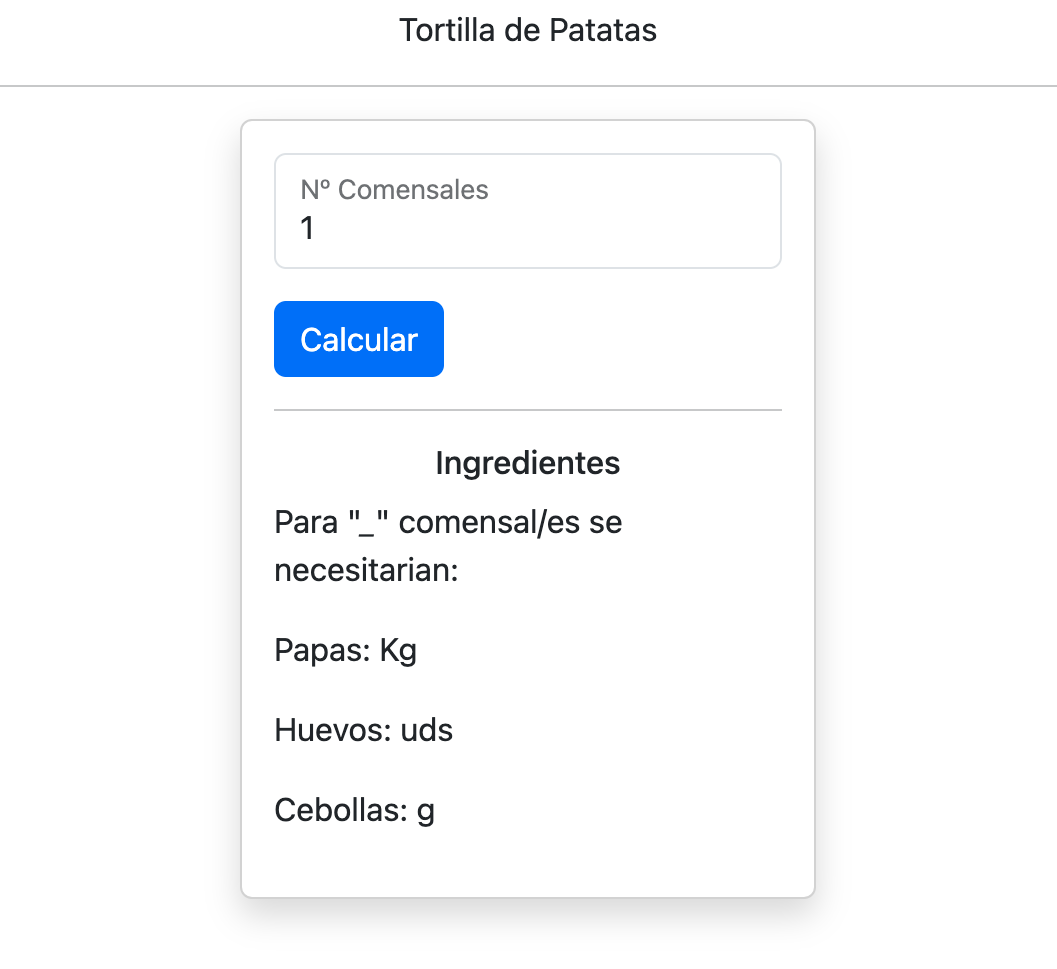 Tortilla de Patatas
Nº Comensales
1
Calcular
Ingredientes
Para "_" comensal/es se
necesitarian:
Papas: Kg
Huevos: uds
Cebollas: g